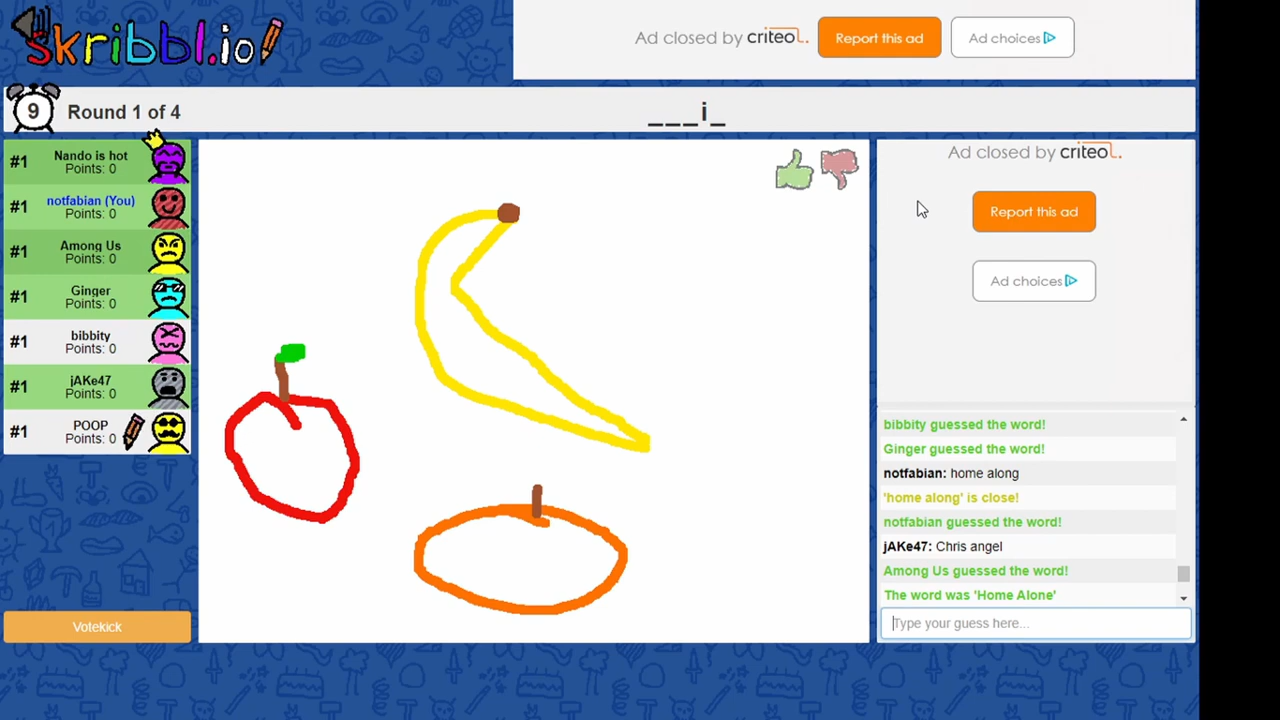 skribbl.io
Ad closed by criteo.
Report this ad
Ad choices
9
Round 1 of 4
___i_
#1 Nando is hot
Points: 0
#1 notfabian (You)
Points: 0
#1 Among Us
Points: 0
#1 Ginger
Points: 0
#1 bibbity
Points: 0
#1 jAKe47
Points: 0
#1 POOP
Points: 0
Votekick
Ad closed by criteo.
Report this ad
Ad choices
bibbity guessed the word!
Ginger guessed the word!
notfabian: home along
'home along' is close!
notfabian guessed the word!
jAKe47: Chris angel
Among Us guessed the word!
The word was 'Home Alone'
Type your guess here...